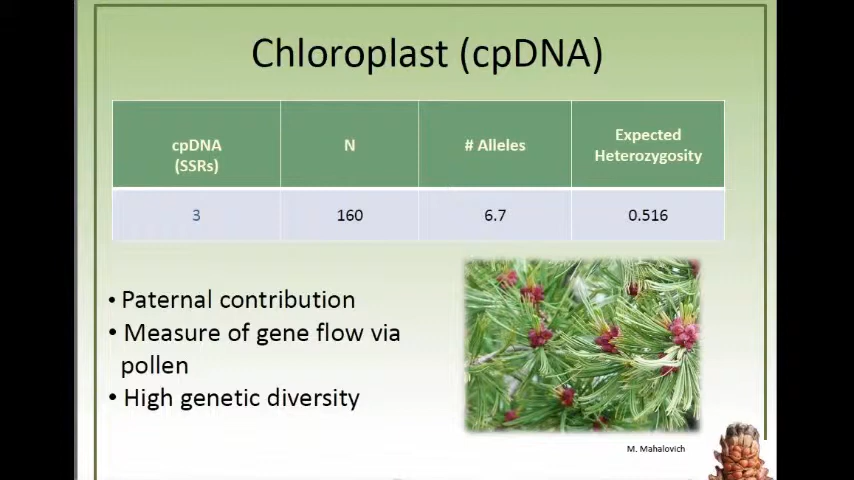 Chloroplast (cpDNA)
cpDNA
(SSRs)
N
# Alleles
Expected
Heterozygosity
3
160
6.7
0.516
• Paternal contribution
• Measure of gene flow via
pollen
• High genetic diversity
M. Mahalovich